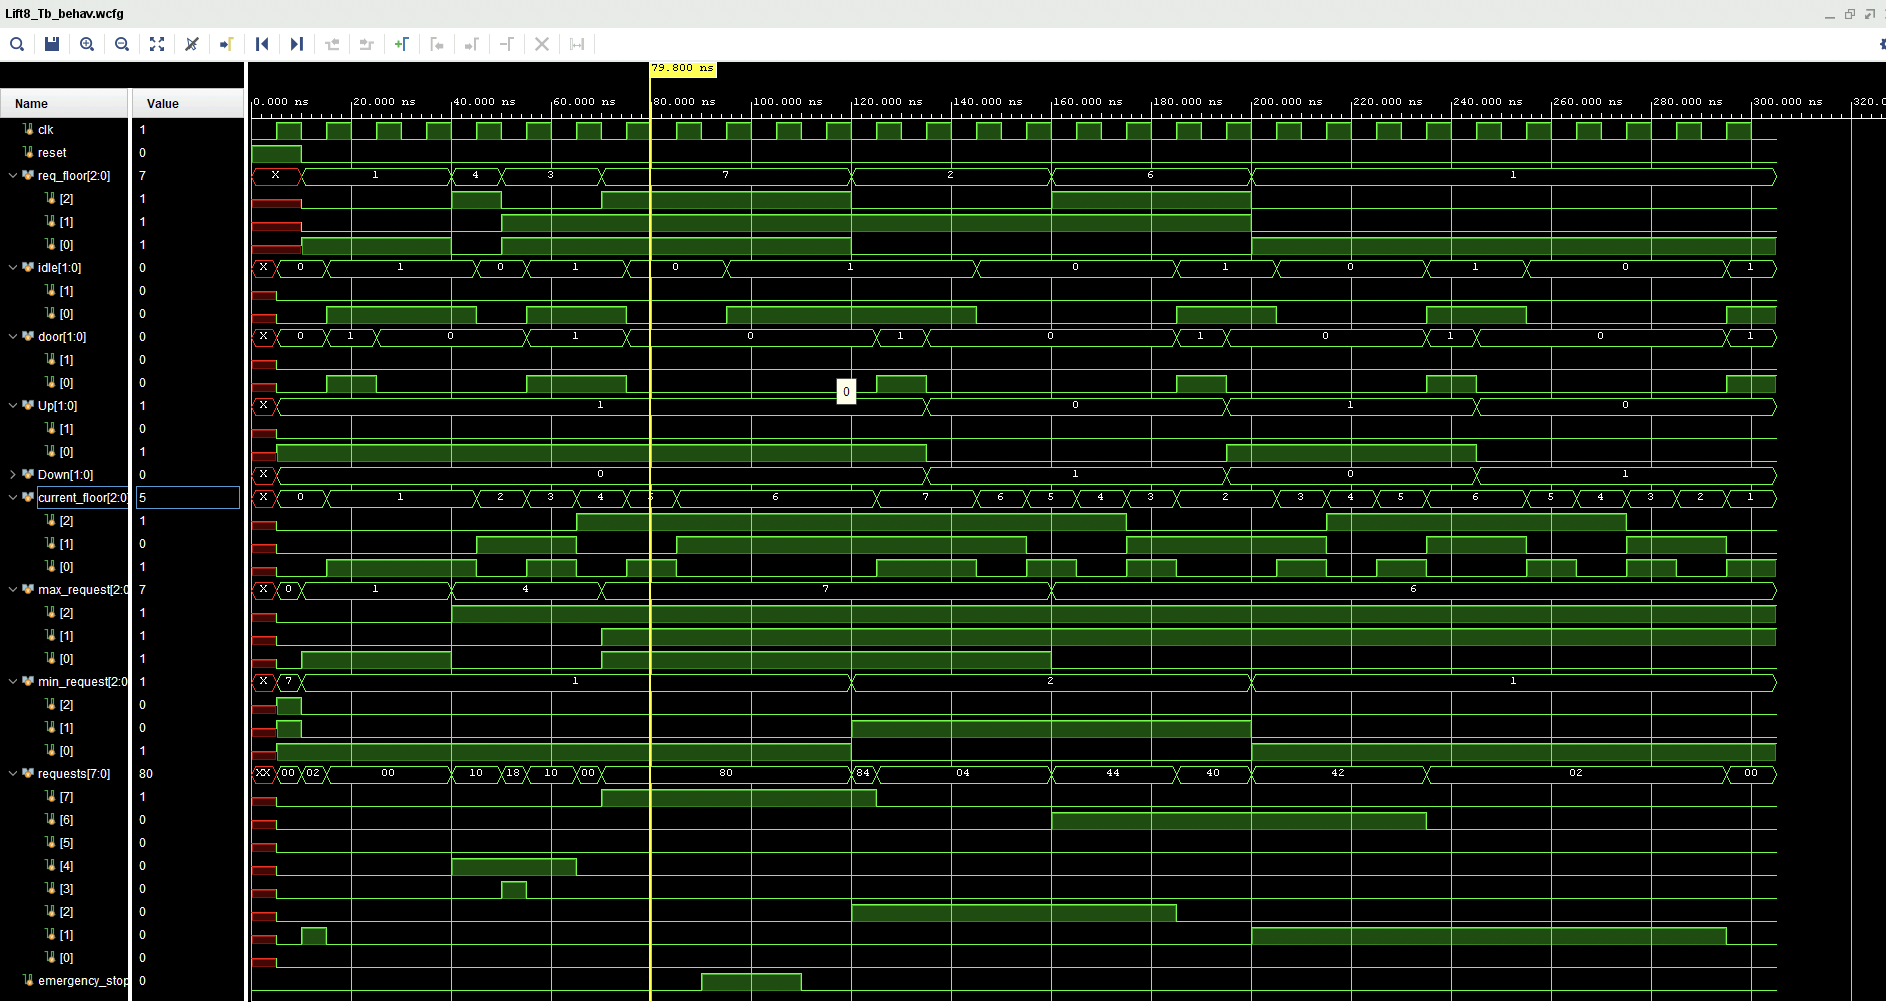 Lift8_Tb_behav.wcfg
79.800 ns
Name Value
0.000 ns 20.000 ns 40.000 ns 60.000 ns 80.000 ns 100.000 ns 120.000 ns 140.000 ns 160.000 ns 180.000 ns 200.000 ns 220.000 ns 240.000 ns 260.000 ns 280.000 ns 300.000 ns 320.0
clk 1
reset 0
req_floor[2:0] 7 X 1 4 3 7 2 6 1
[2] 1
[1] 1
[0] 1
idle[1:0] 0 X 0 1 0 1 0 1 0 1 0 1 0 1
[1] 0
[0] 0
door[1:0] 0 X 0 1 0 1 0 1 0 1 0 1 0 1
[1] 0
[0] 0
0
Up[1:0] 1 X 1 0 1 0
[1] 0
[0] 1
Down[1:0] 0 X 0 1 0 1
current_floor[2:0] 5 X 0 1 2 3 4 5 6 7 6 5 4 3 2 3 4 5 6 5 4 3 2 1
[2] 1
[1] 0
[0] 1
max_request[2:0 7 X 0 1 4 7 6
[2] 1
[1] 1
[0] 1
min_request[2:0 1 X 7 1 2 1
[2] 0
[1] 0
[0] 1
requests[7:0] 80 XX 00 02 00 10 18 10 00 80 84 04 44 40 42 02 00
[7] 1
[6] 0
[5] 0
[4] 0
[3] 0
[2] 0
[1] 0
[0] 0
emergency_stop 0